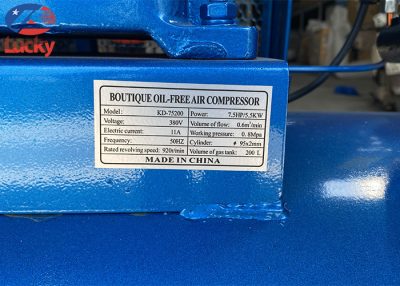 Lucky
BOUTIQUE OIL-FREE AIR COMPRESSOR
Model: KD-75200 Power: 7.5HP/5.5KW
Voltage: 380V Volume of flow: 0.6m³/min
Electric current: 11A Working pressure: 0.8Mpa
Frequency: 50HZ Cylinder: φ 95x2mm
Rated revolving speed: 920r/min Volume of gas tank: 200 L
MADE IN CHINA